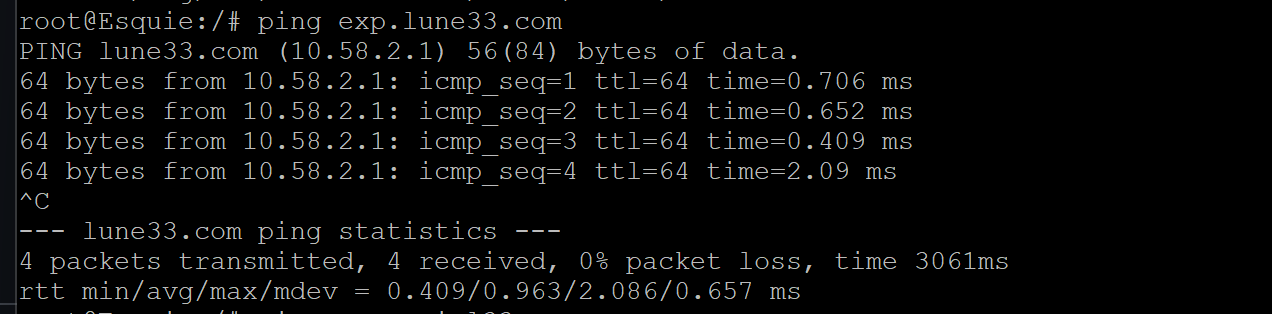 root@Esquie:/# ping exp.lune33.com
PING lune33.com (10.58.2.1) 56(84) bytes of data.
64 bytes from 10.58.2.1: icmp_seq=1 ttl=64 time=0.706 ms
64 bytes from 10.58.2.1: icmp_seq=2 ttl=64 time=0.652 ms
64 bytes from 10.58.2.1: icmp_seq=3 ttl=64 time=0.409 ms
64 bytes from 10.58.2.1: icmp_seq=4 ttl=64 time=2.09 ms
^C
--- lune33.com ping statistics ---
4 packets transmitted, 4 received, 0% packet loss, time 3061ms
rtt min/avg/max/mdev = 0.409/0.963/2.086/0.657 ms